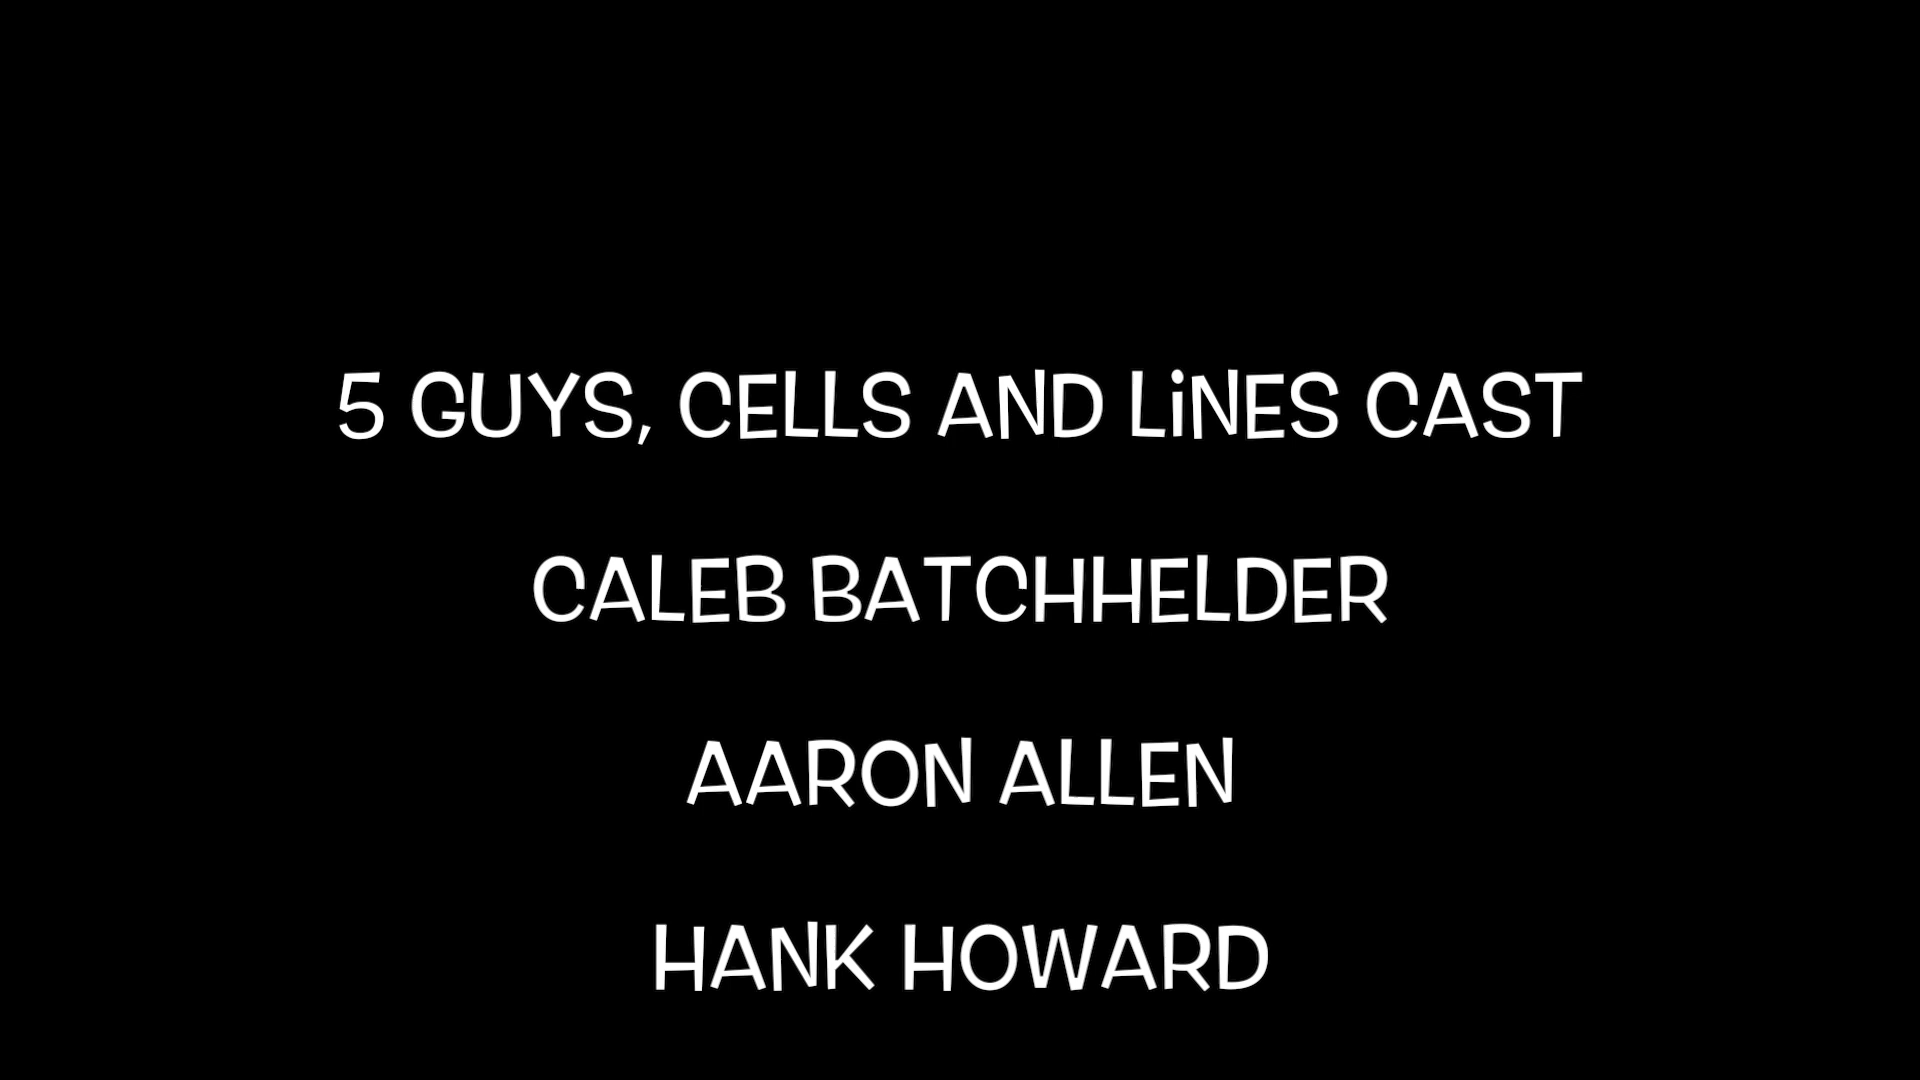 5 GUYS, CELLS AND LiNES CAST
CALEB BATCHHELDER
AARON ALLEN
HANK HOWARD